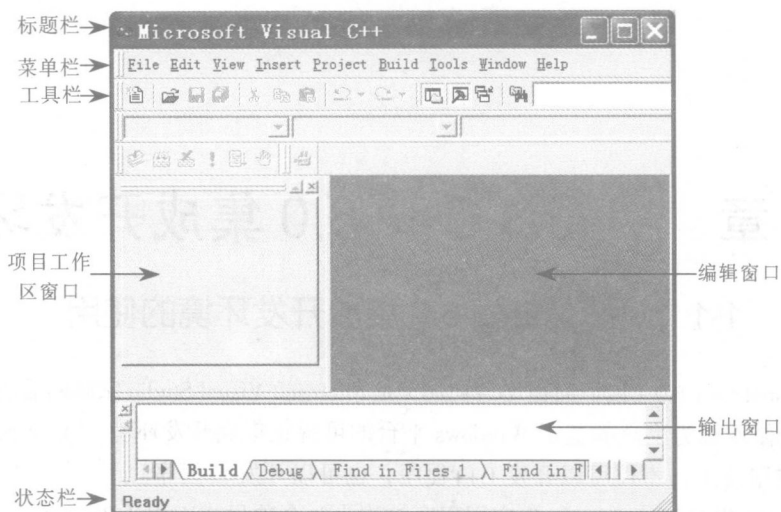 标题栏
Microsoft Visual C++
菜单栏
File Edit View Insert Project Build Tools Window Help
工具栏
项目工作
区窗口
编辑窗口
输出窗口
Build Debug Find in Files 1 Find in F
状态栏
Ready